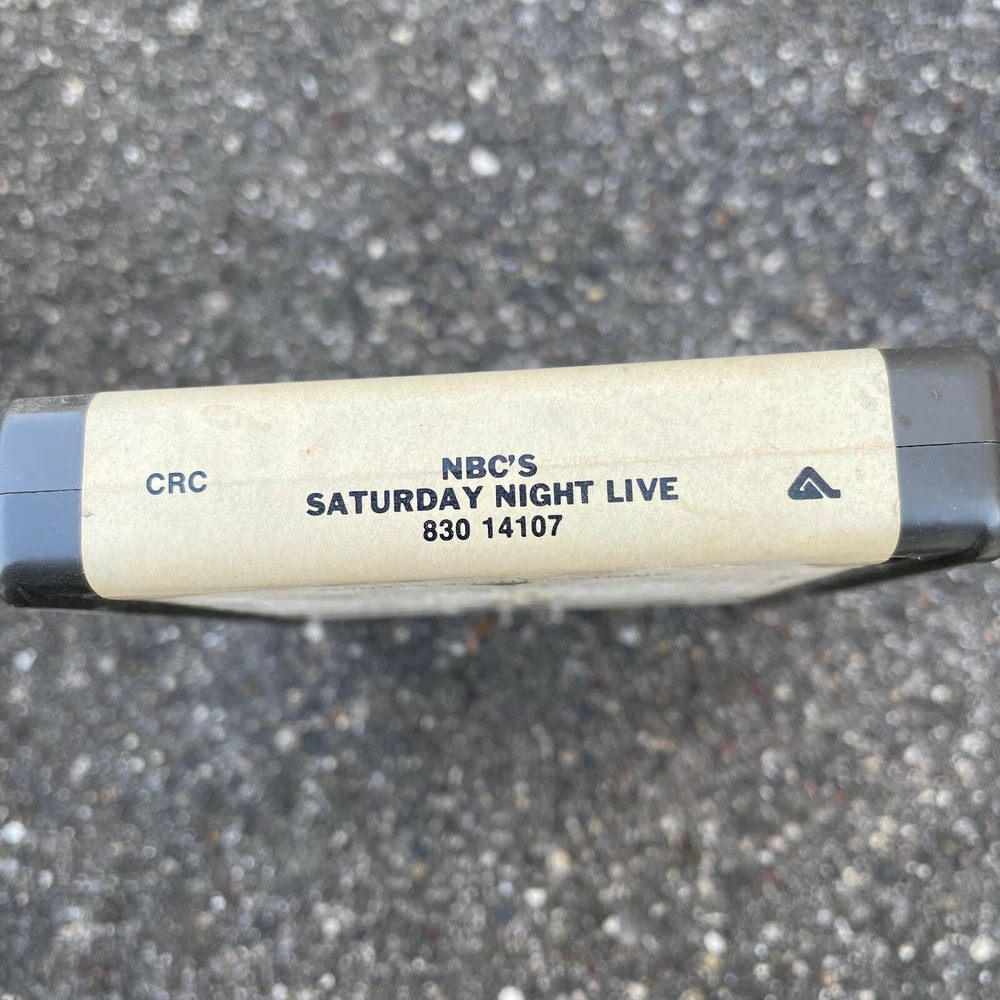 CRC
NBC'S
SATURDAY NIGHT LIVE
830 14107